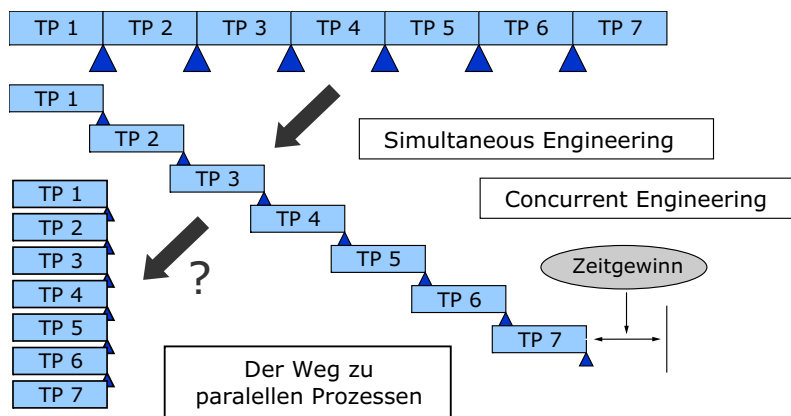 TP 1 TP 2 TP 3 TP 4 TP 5 TP 6 TP 7
TP 1
TP 2
TP 3
TP 4
TP 5
TP 6
TP 7
Simultaneous Engineering
Concurrent Engineering
Zeitgewinn
TP 1
TP 2
TP 3
TP 4
TP 5
TP 6
TP 7
?
Der Weg zu
paralellen Prozessen